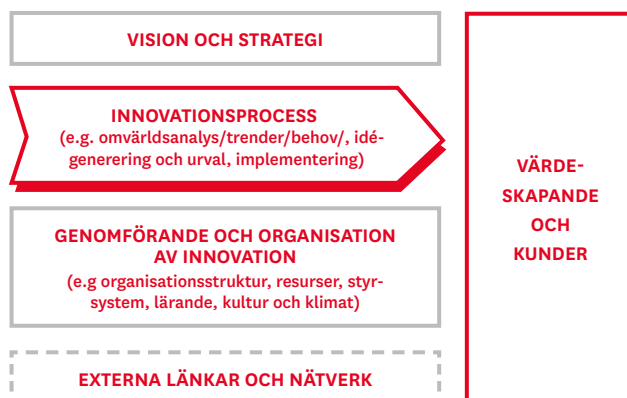 VISION OCH STRATEGI
INNOVATIONSPROCESS
(e.g. omvärldsanalys/trender/behov/, idé-
generering och urval, implementering)
GENOMFÖRANDE OCH ORGANISATION
AV INNOVATION
(e.g organisationsstruktur, resurser, styr-
system, lärande, kultur och klimat)
EXTERNA LÄNKAR OCH NÄTVERK
VÄRDE-
SKAPANDE
OCH
KUNDER